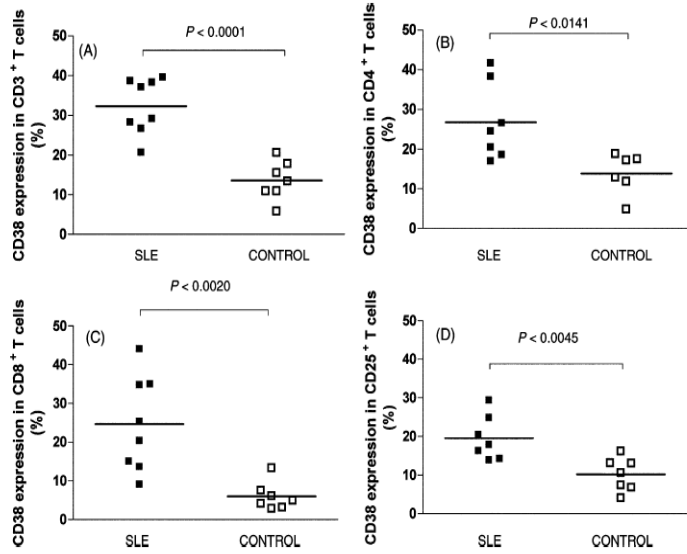 P < 0.0001
(A)
CD38 expression in CD3 + T cells
(%)
50
40
30
20
10
0
SLE CONTROL
P < 0.0141
(B)
CD38 expression in CD4 + T cells
(%)
50
40
30
20
10
0
SLE CONTROL
P < 0.0020
(C)
CD38 expression in CD8 + T cells
(%)
50
40
30
20
10
0
SLE CONTROL
P < 0.0045
(D)
CD38 expression in CD25 + T cells
(%)
50
40
30
20
10
0
SLE CONTROL